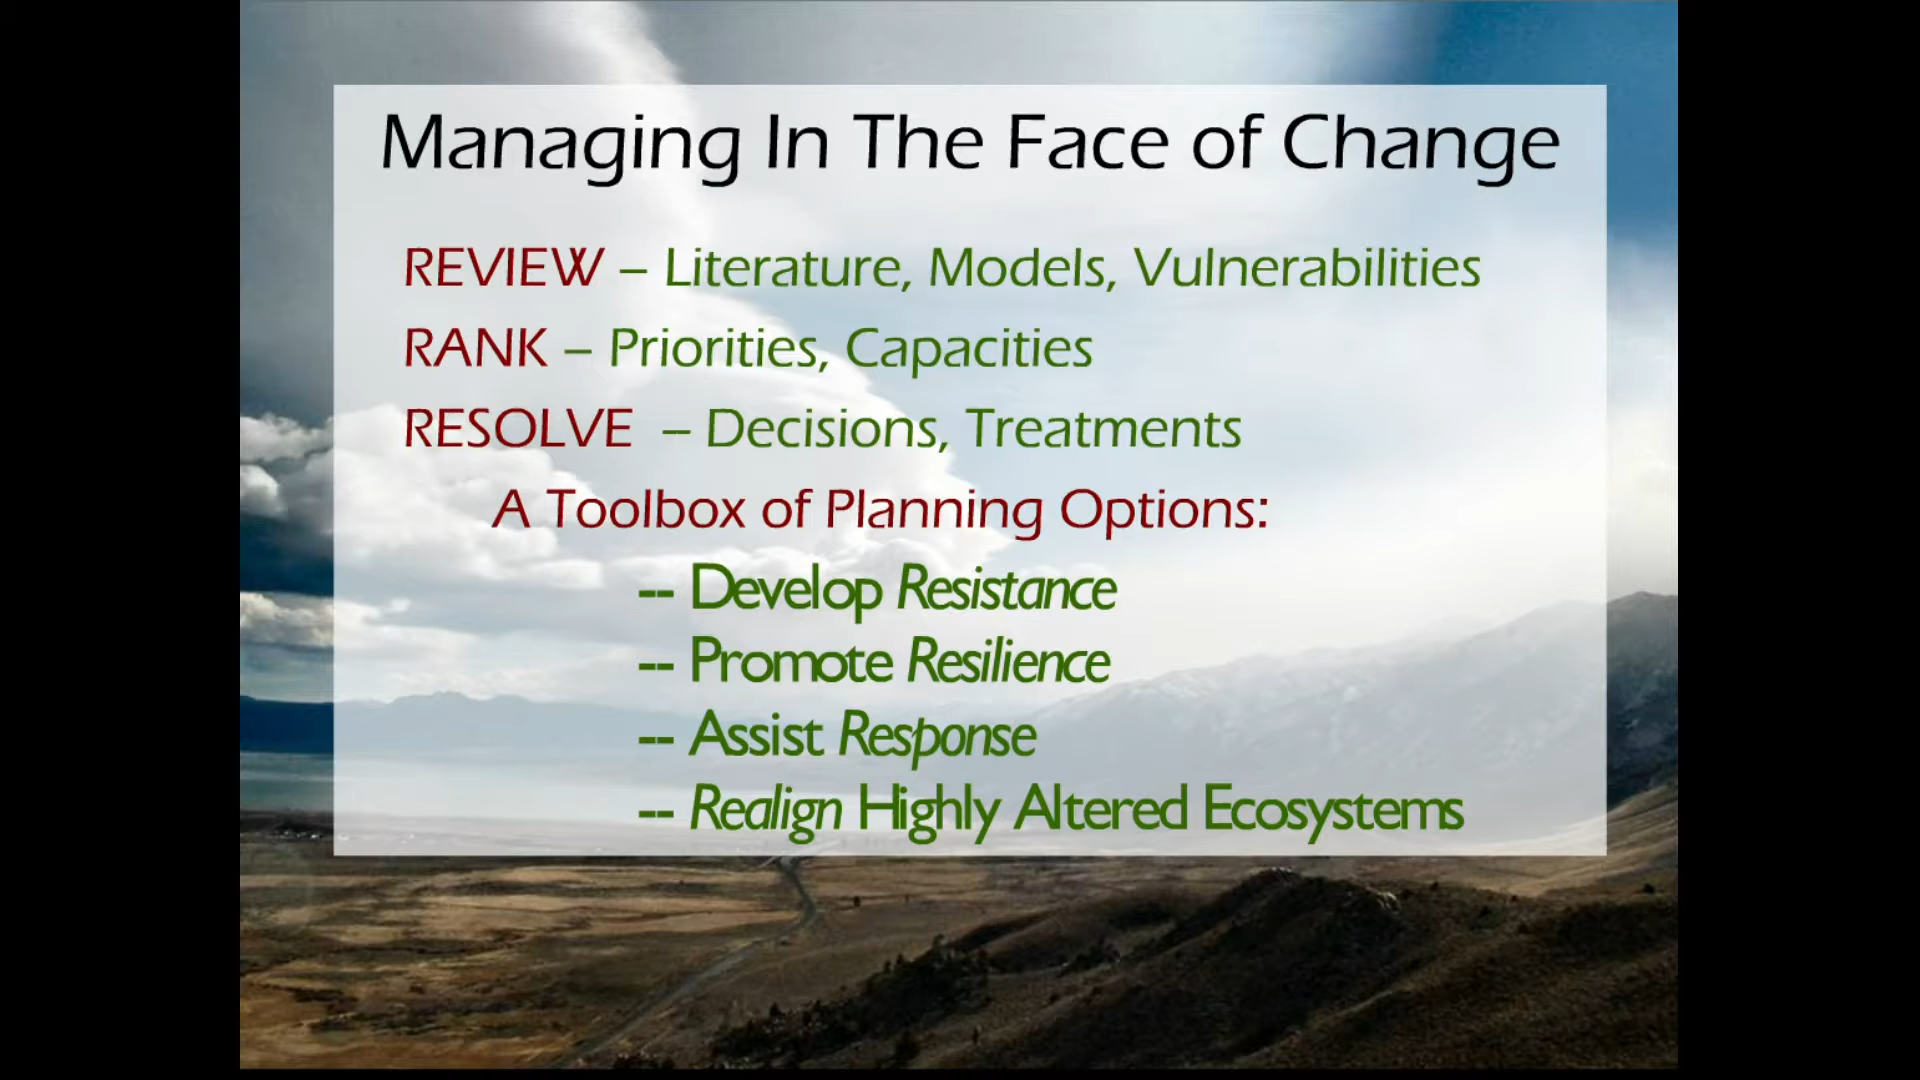 Managing In The Face of Change
REVIEW – Literature, Models, Vulnerabilities
RANK – Priorities, Capacities
RESOLVE – Decisions, Treatments
A Toolbox of Planning Options:
-- Develop Resistance
-- Promote Resilience
-- Assist Response
-- Realign Highly Altered Ecosystems